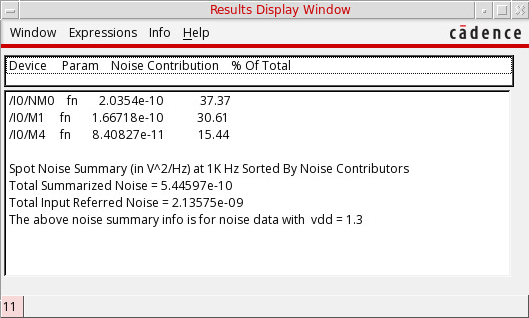 Results Display Window
Window Expressions Info Help
cādence
Device Param Noise Contribution % Of Total
/I0/NM0 fn 2.0354e-10 37.37
/I0/M1 fn 1.66718e-10 30.61
/I0/M4 fn 8.40827e-11 15.44
Spot Noise Summary (in V^2/Hz) at 1K Hz Sorted By Noise Contributors
Total Summarized Noise = 5.44597e-10
Total Input Referred Noise = 2.13575e-09
The above noise summary info is for noise data with vdd = 1.3
11